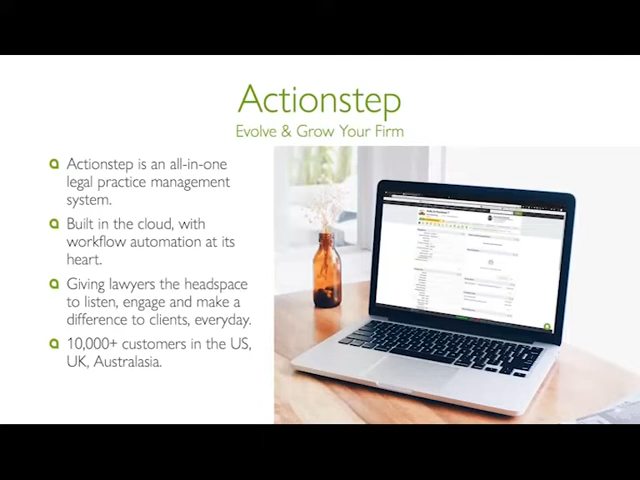 Actionstep
Evolve & Grow Your Firm
Actionstep is an all-in-one
legal practice management
system.
Built in the cloud, with
workflow automation at its
heart.
Giving lawyers the headspace
to listen, engage and make a
difference to clients, everyday.
10,000+ customers in the US,
UK, Australasia.